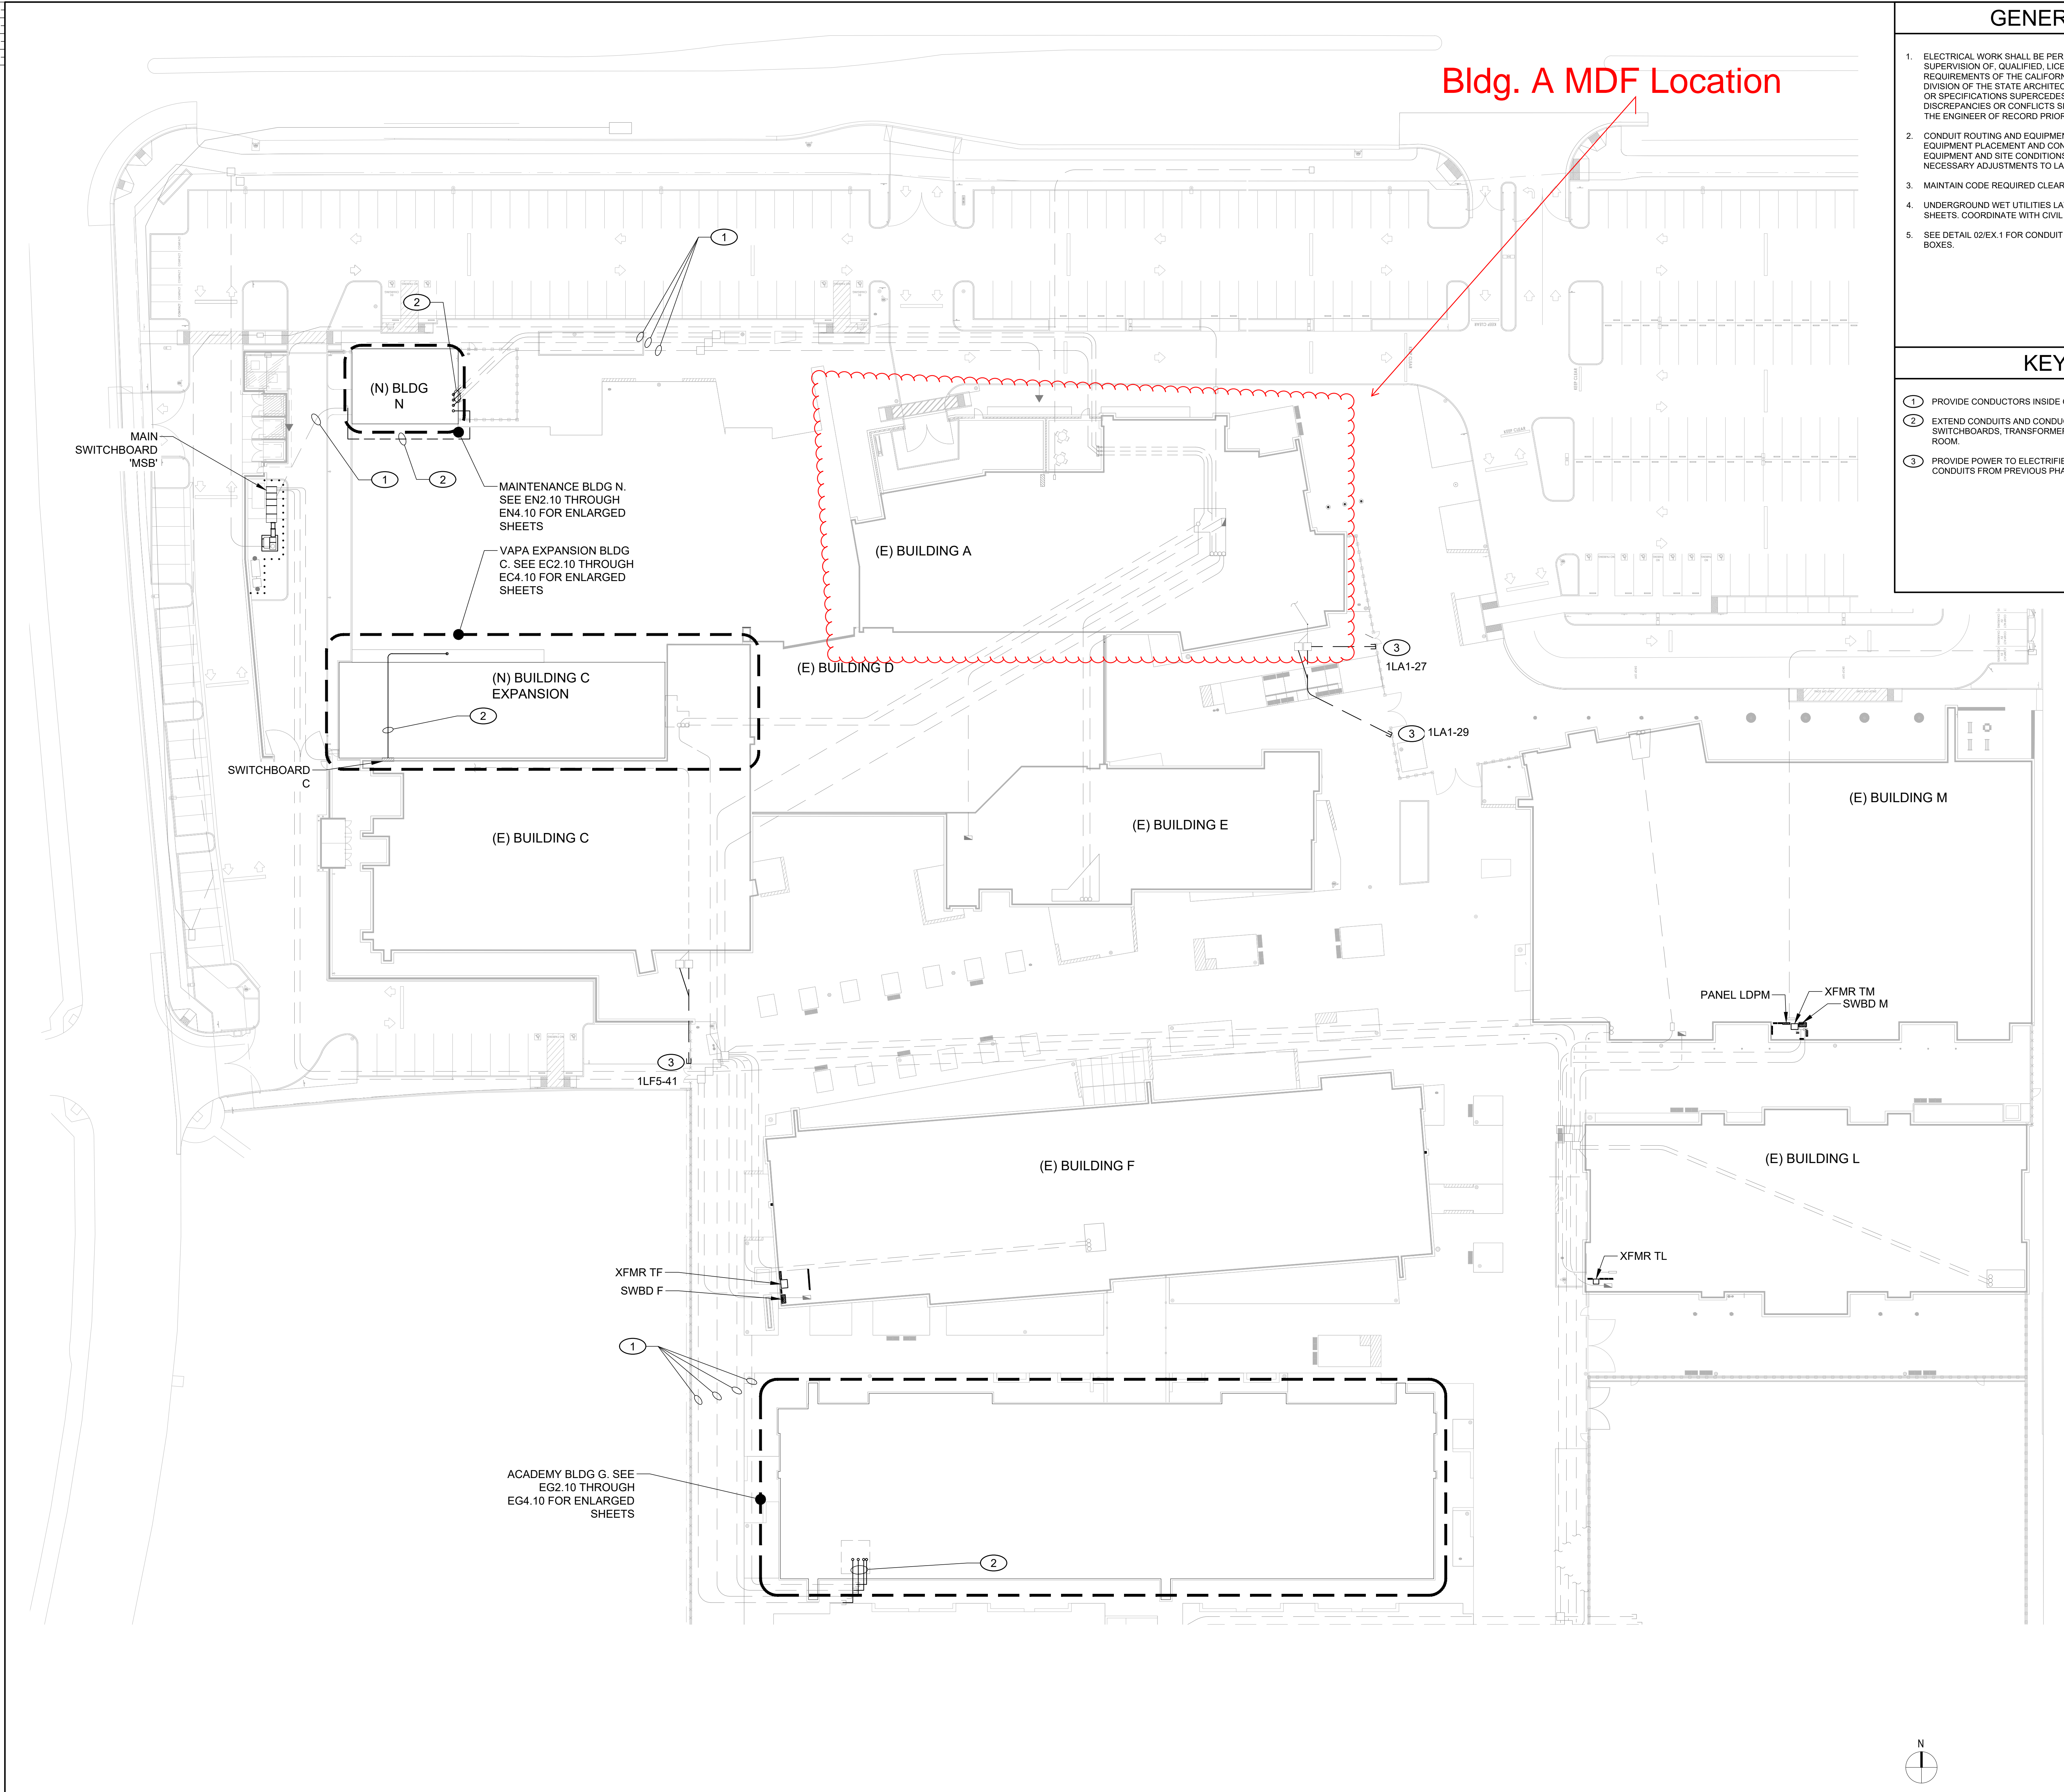 GENER
1. ELECTRICAL WORK SHALL BE PER
SUPERVISION OF, QUALIFIED, LICE
REQUIREMENTS OF THE CALIFORN
DIVISION OF THE STATE ARCHITEC
OR SPECIFICATIONS SUPERCEDES
DISCREPANCIES OR CONFLICTS S
THE ENGINEER OF RECORD PRIOR
2. CONDUIT ROUTING AND EQUIPMEN
EQUIPMENT PLACEMENT AND CON
EQUIPMENT AND SITE CONDITIONS
NECESSARY ADJUSTMENTS TO LA
3. MAINTAIN CODE REQUIRED CLEAR
4. UNDERGROUND WET UTILITIES LA
SHEETS. COORDINATE WITH CIVIL
5. SEE DETAIL 02/EX.1 FOR CONDUIT
BOXES.
KEY
1 PROVIDE CONDUCTORS INSIDE
2 EXTEND CONDUITS AND CONDU
SWITCHBOARDS, TRANSFORMER
ROOM.
3 PROVIDE POWER TO ELECTRIFIE
CONDUITS FROM PREVIOUS PHA
Bldg. A MDF Location
1
2
(N) BLDG
N
MAIN
SWITCHBOARD
'MSB'
1
2
MAINTENANCE BLDG N.
SEE EN2.10 THROUGH
EN4.10 FOR ENLARGED
SHEETS
VAPA EXPANSION BLDG
C. SEE EC2.10 THROUGH
EC4.10 FOR ENLARGED
SHEETS
(E) BUILDING A
3
1LA1-27
(E) BUILDING D
(N) BUILDING C
EXPANSION
2
3
1LA1-29
SWITCHBOARD
C
(E) BUILDING M
(E) BUILDING E
(E) BUILDING C
PANEL LDPM
XFMR TM
SWBD M
3
1LF5-41
(E) BUILDING F
(E) BUILDING L
XFMR TL
XFMR TF
SWBD F
1
ACADEMY BLDG G. SEE
EG2.10 THROUGH
EG4.10 FOR ENLARGED
SHEETS
2
N